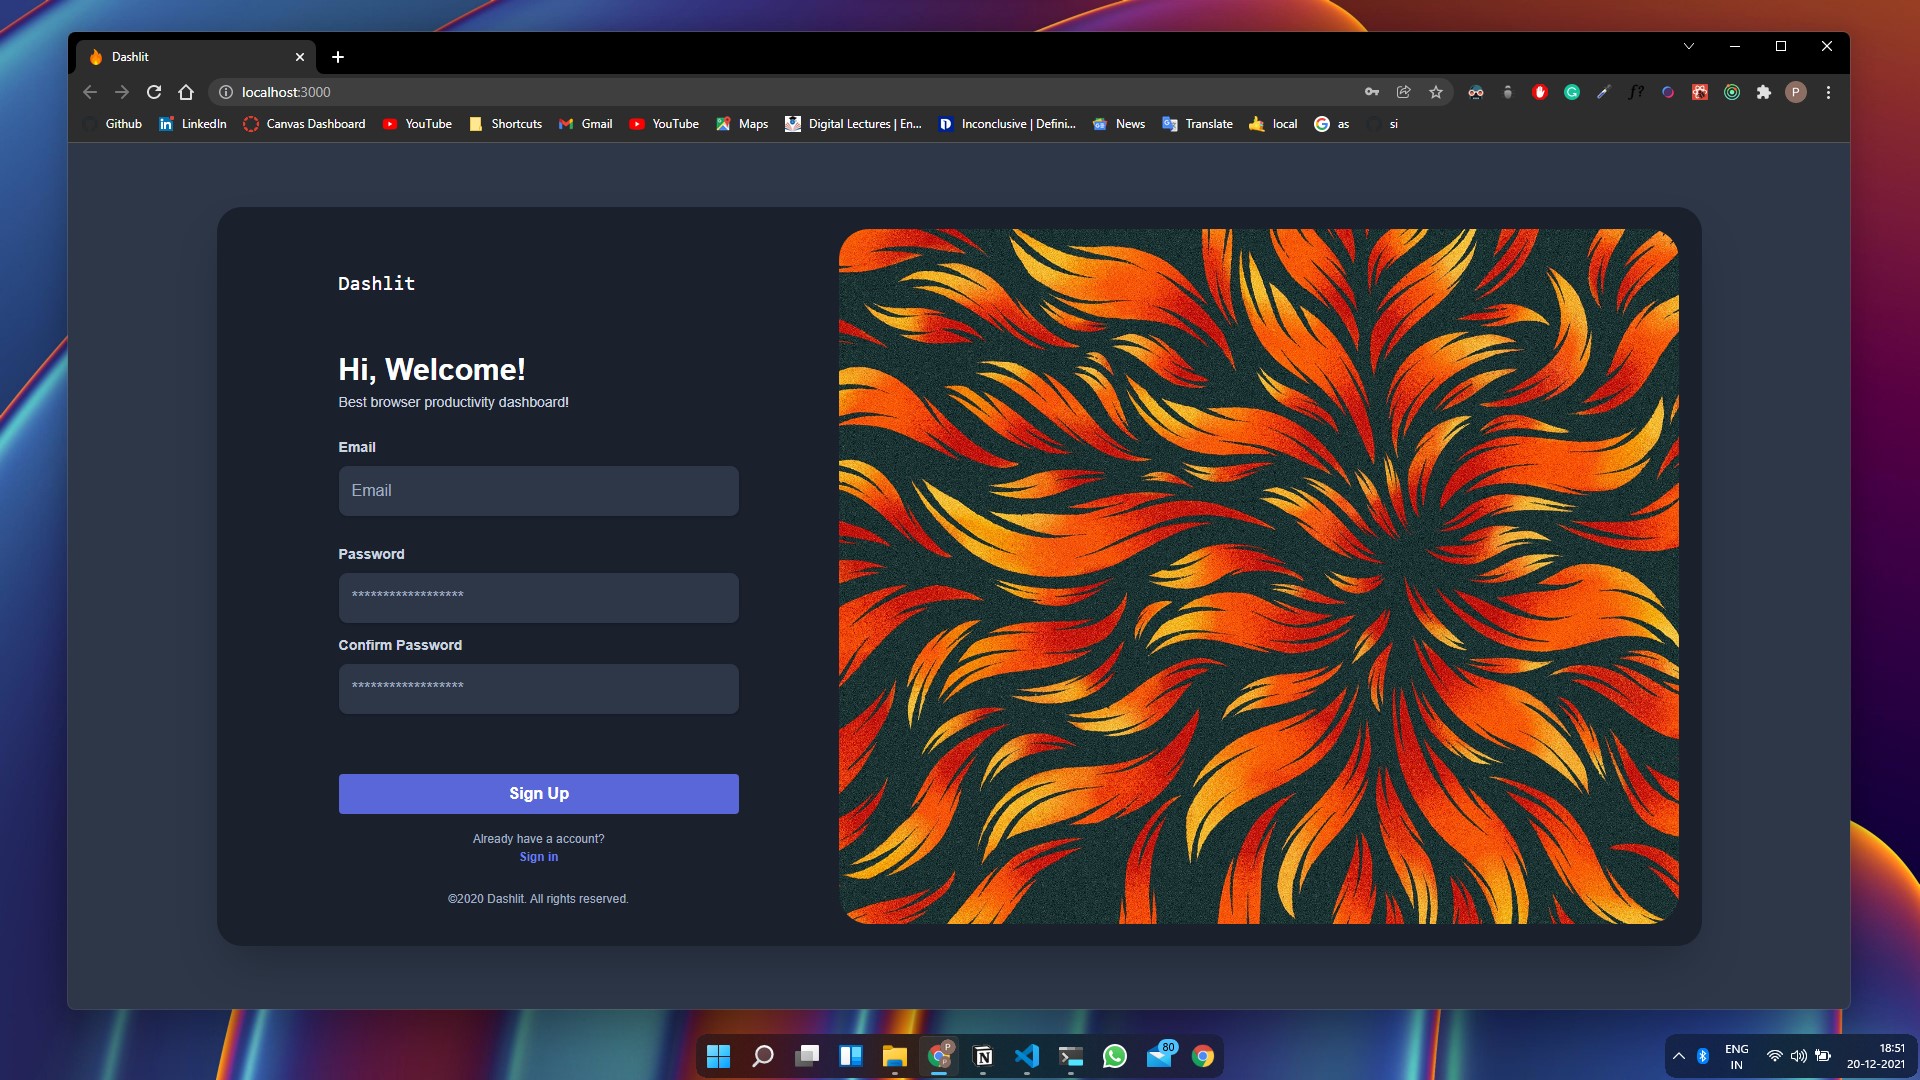 Dashlit
localhost:3000
P
Github
LinkedIn
Canvas Dashboard
YouTube
Shortcuts
Gmail
YouTube
Maps
Digital Lectures | En...
Inconclusive | Defini...
News
Translate
local
as
si
Dashlit
Hi, Welcome!
Best browser productivity dashboard!
Email
Email
Password
******************
Confirm Password
******************
Sign Up
Already have a account?
Sign in
©2020 Dashlit. All rights reserved.
80
ENG
IN
18:51
20-12-2021